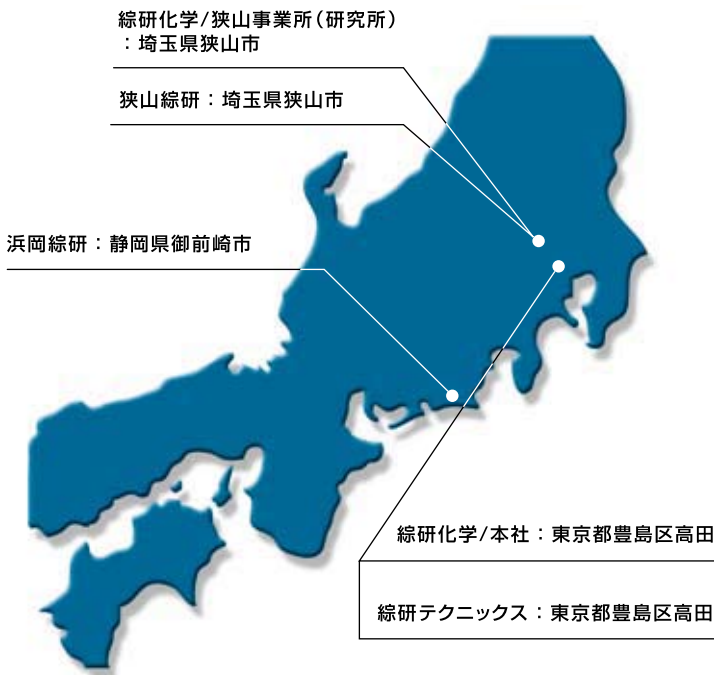 綜研化学/狭山事業所（研究所）
：埼玉県狭山市
狭山綜研：埼玉県狭山市
浜岡綜研：静岡県御前崎市
綜研化学/本社：東京都豊島区高田
綜研テクニックス：東京都豊島区高田